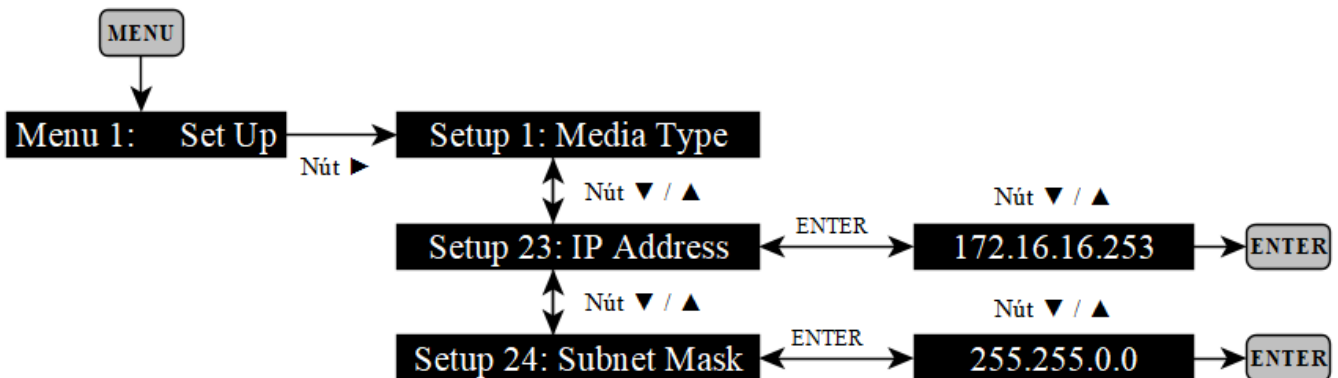 MENU
Menu 1: Set Up
Nút ►
Setup 1: Media Type
Nút ▼ / ▲
Nút ▼ / ▲
Setup 23: IP Address
ENTER
172.16.16.253
ENTER
Nút ▼ / ▲
Nút ▼ / ▲
Setup 24: Subnet Mask
ENTER
255.255.0.0
ENTER